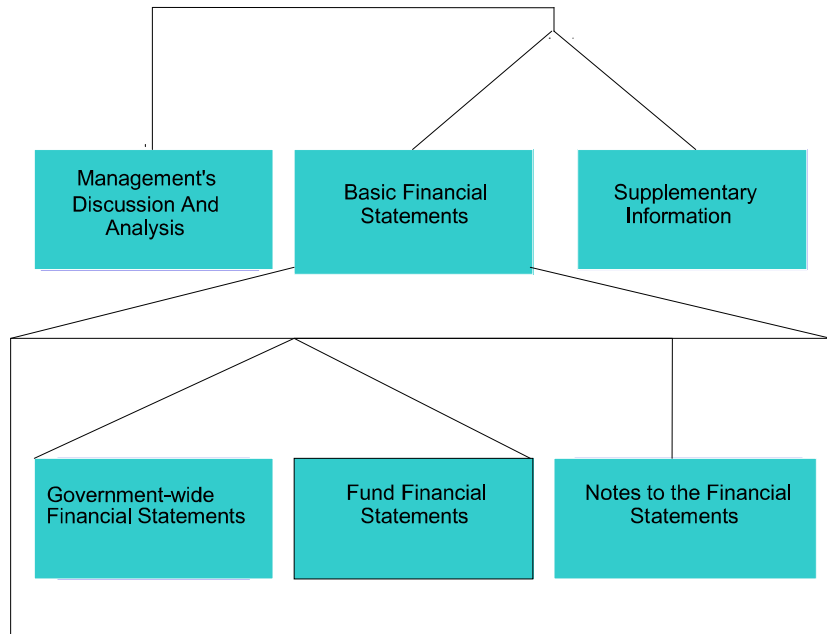 Management's
Discussion And
Analysis
Basic Financial
Statements
Supplementary
Information
Government-wide
Financial Statements
Fund Financial
Statements
Notes to the Financial
Statements